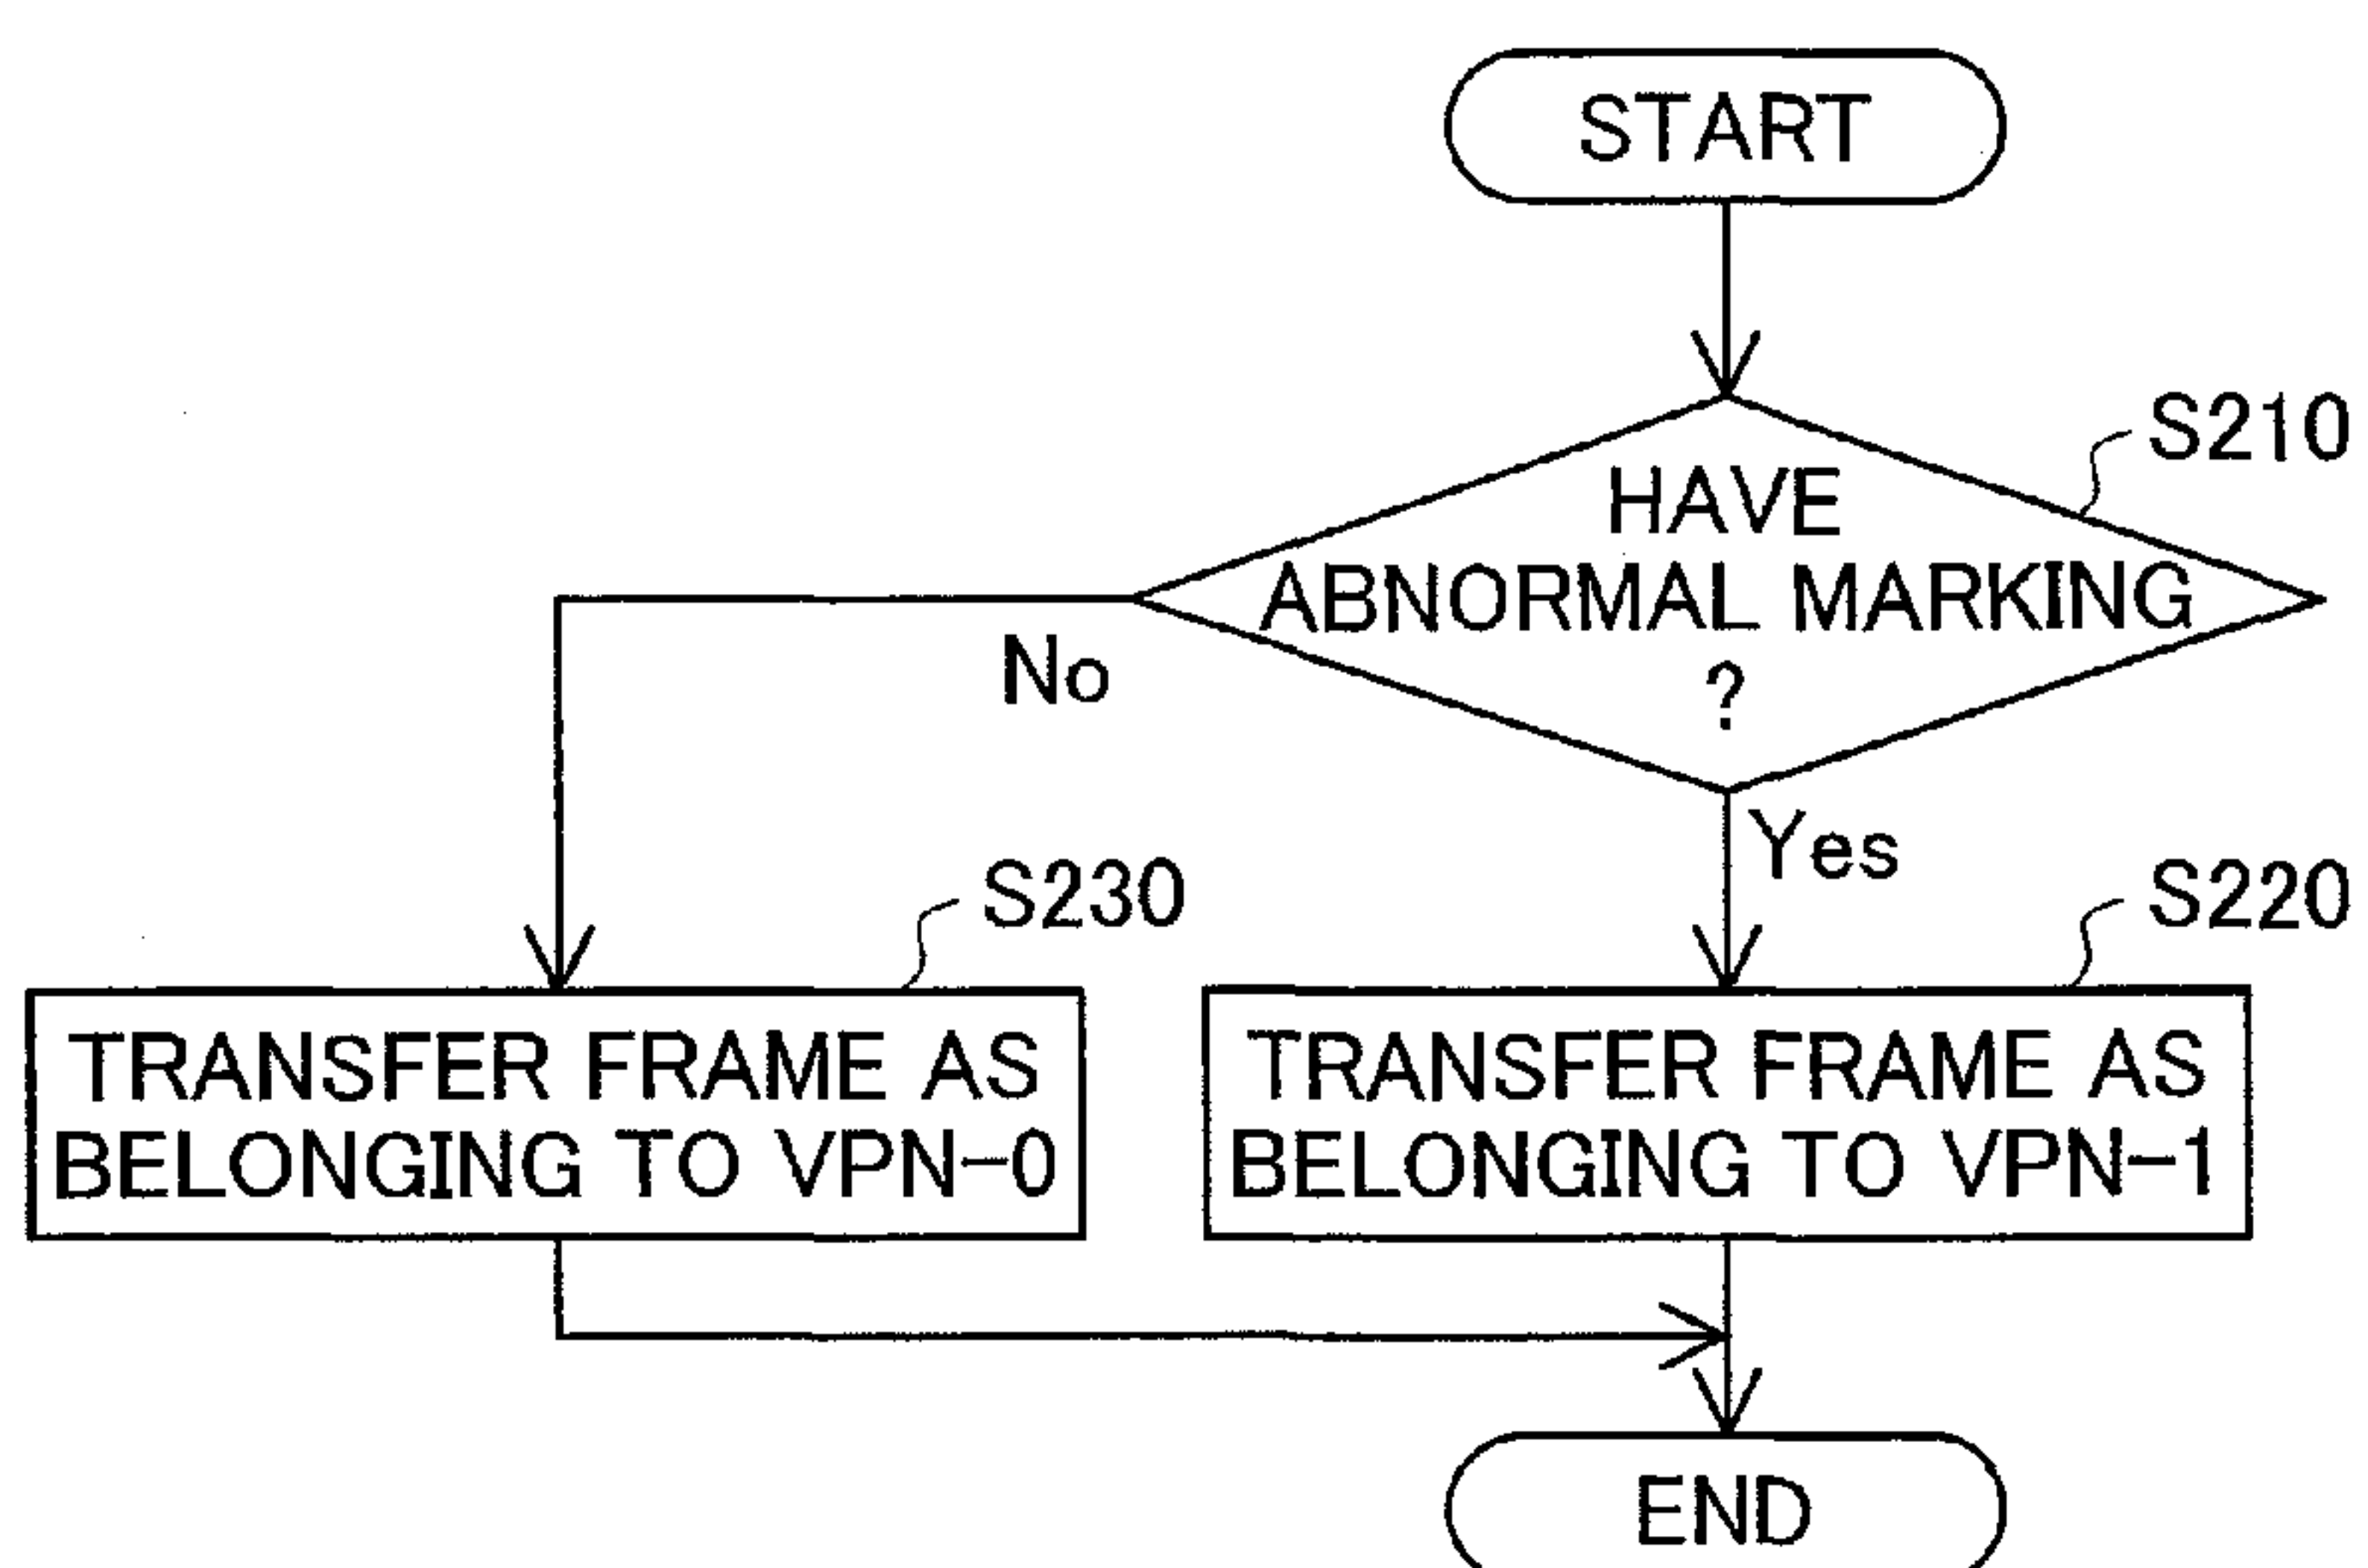 START
S210
HAVE
ABNORMAL MARKING
?
No
Yes
S230
S220
TRANSFER FRAME AS
BELONGING TO VPN-0
TRANSFER FRAME AS
BELONGING TO VPN-1
END